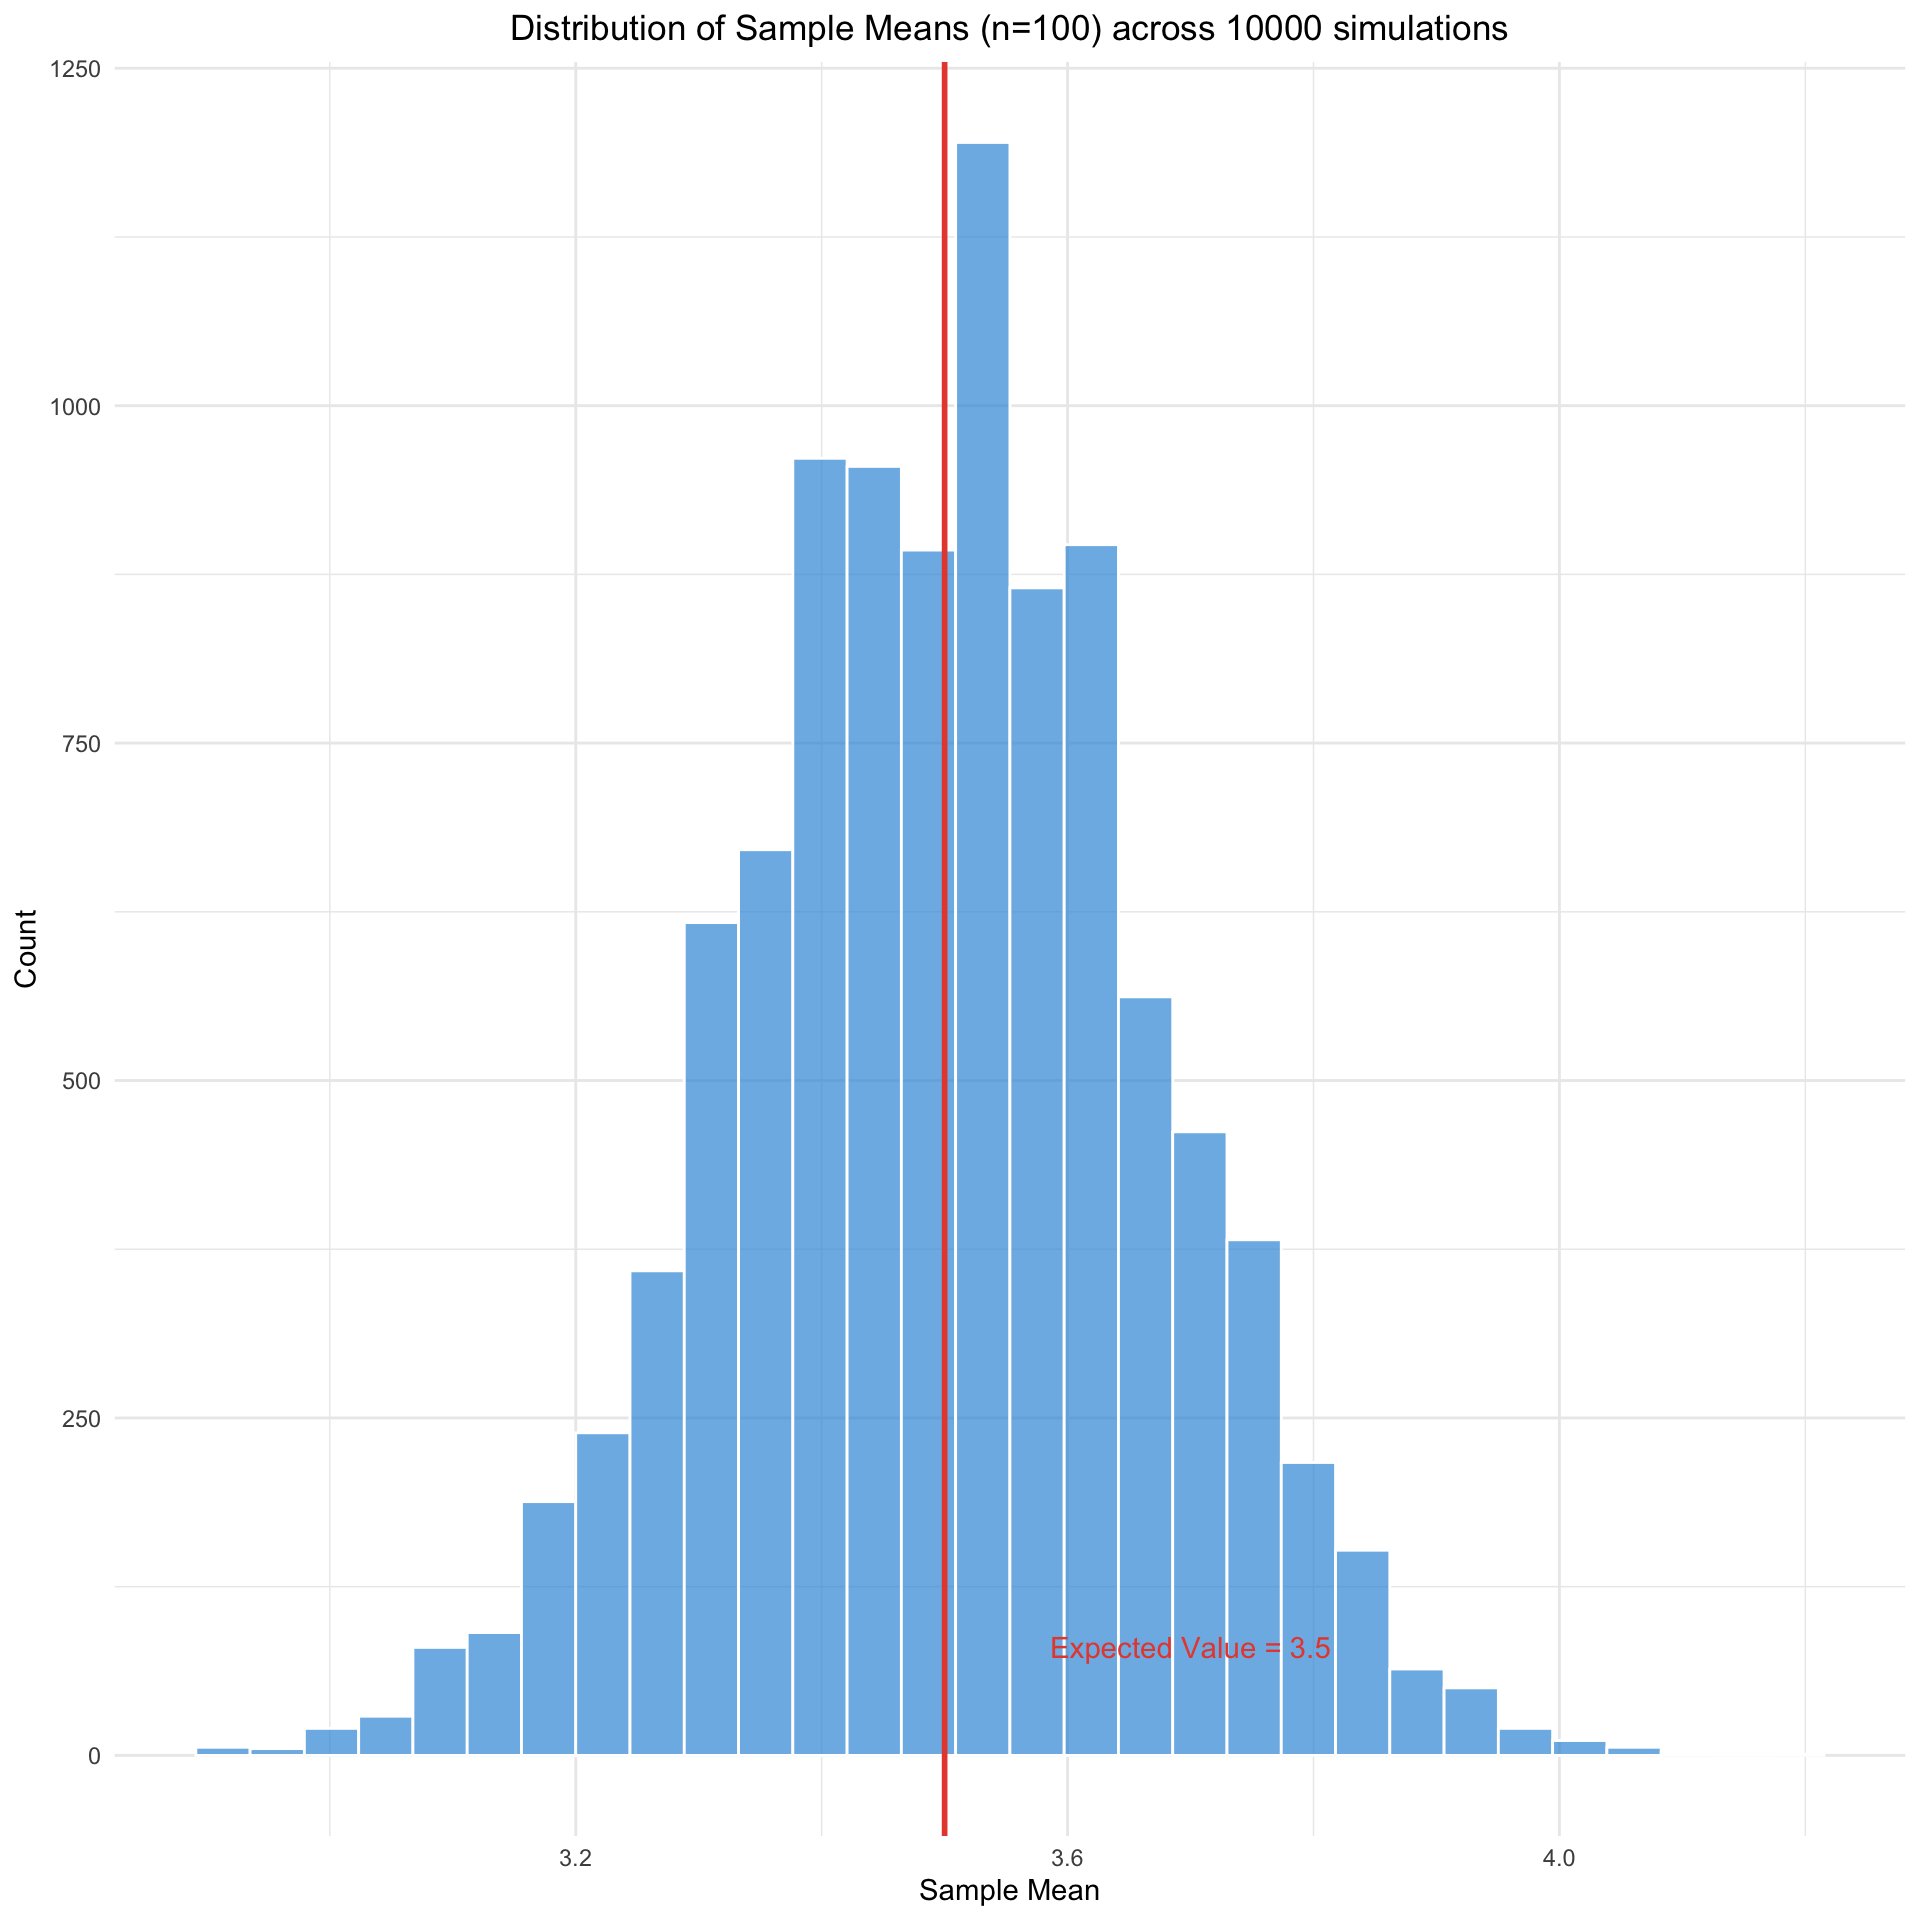 Distribution of Sample Means (n=100) across 10000 simulations
1250
1000
750
500
250
0
Count
Expected Value = 3.5
3.2
3.6
4.0
Sample Mean